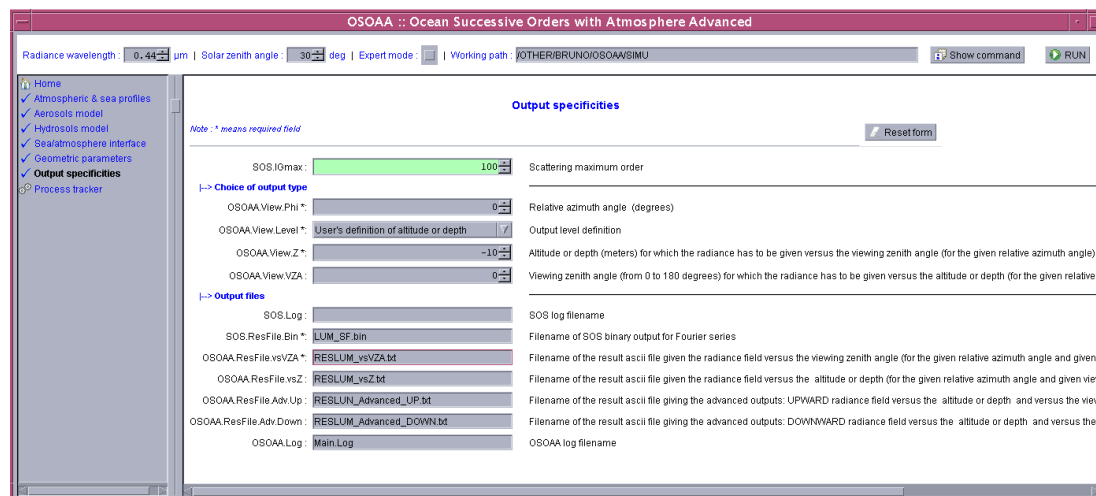 OSOAA :: Ocean Successive Orders with Atmosphere Advanced
Radiance wavelength : 0.44 µm | Solar zenith angle : 30 deg | Expert mode : | Working path : /OTHER/BRUNO/OSOAA/SIMU Show command RUN
Home
Atmospheric & sea profiles
Aerosols model
Hydrosols model
Sea/atmosphere interface
Geometric parameters
Output specificities
Process tracker
Output specificities
Note : * means required field
Reset form
SOS.IGmax : 100 Scattering maximum order
|--> Choice of output type
OSOAA.View.Phi *: 0 Relative azimuth angle (degrees)
OSOAA.View.Level *: User's definition of altitude or depth Output level definition
OSOAA.View.Z *: -10 Altitude or depth (meters) for which the radiance has to be given versus the viewing zenith angle (for the given relative azimuth angle)
OSOAA.View.VZA : 0 Viewing zenith angle (from 0 to 180 degrees) for which the radiance has to be given versus the altitude or depth (for the given relative
|--> Output files
SOS.Log : SOS log filename
SOS.ResFile.Bin *: LUM_SF.bin Filename of SOS binary output for Fourier series
OSOAA.ResFile.vsVZA *: RESLUM_vsVZA.txt Filename of the result ascii file given the radiance field versus the viewing zenith angle (for the given relative azimuth angle and given
OSOAA.ResFile.vsZ : RESLUM_vsZ.txt Filename of the result ascii file given the radiance field versus the altitude or depth (for the given relative azimuth angle and given vie
OSOAA.ResFile.Adv.Up : RESLUN_Advanced_UP.txt Filename of the result ascii file giving the advanced outputs: UPWARD radiance field versus the altitude or depth and versus the vie
OSOAA.ResFile.Adv.Down : RESLUM_Advanced_DOWN.txt Filename of the result ascii file giving the advanced outputs: DOWNWARD radiance field versus the altitude or depth and versus the
OSOAA.Log : Main.Log OSOAA log filename